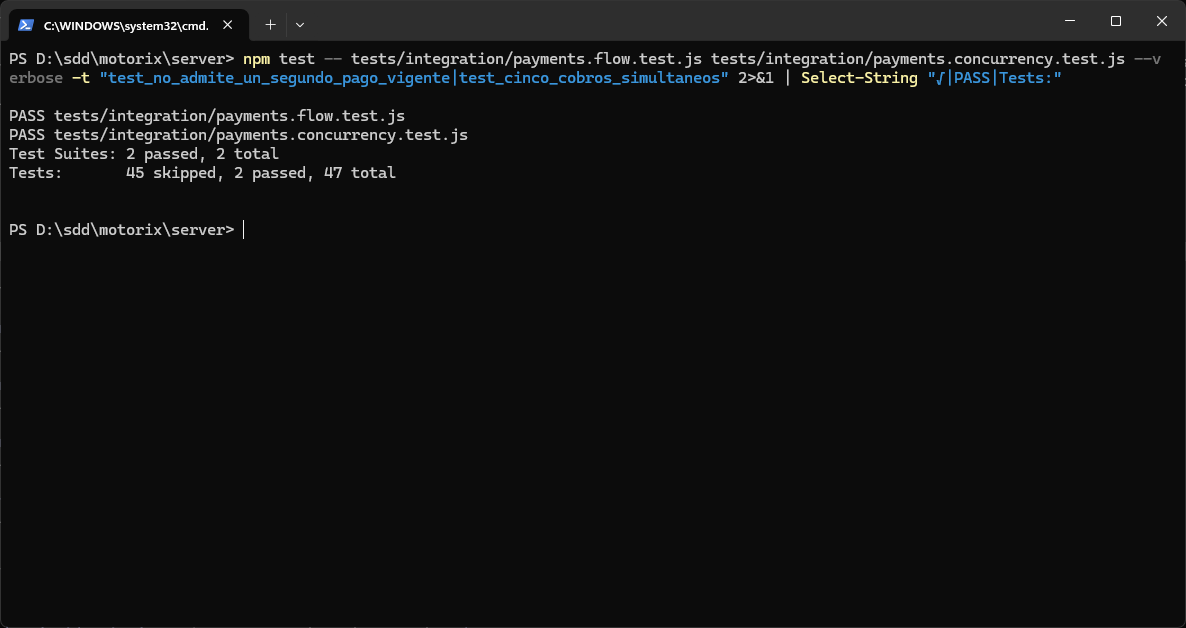 C:\WINDOWS\system32\cmd.
PS D:\sdd\motorix\server> npm test -- tests/integration/payments.flow.test.js tests/integration/payments.concurrency.test.js --v
erbose -t "test_no_admite_un_segundo_pago_vigente|test_cinco_cobros_simultaneos" 2>&1 | Select-String "√|PASS|Tests:"
PASS tests/integration/payments.flow.test.js
PASS tests/integration/payments.concurrency.test.js
Test Suites: 2 passed, 2 total
Tests:       45 skipped, 2 passed, 47 total
PS D:\sdd\motorix\server>